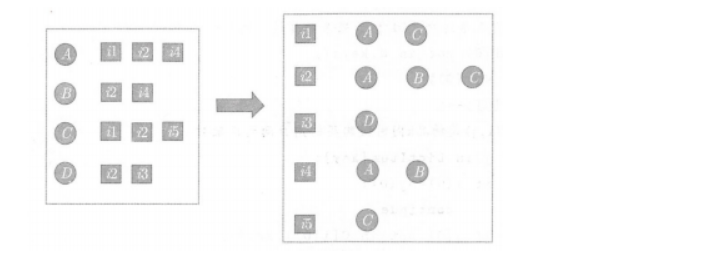 A i1 i2 i4
B i2 i4
C i1 i2 i5
D i2 i3
i1 A C
i2 A B C
i3 D
i4 A B
i5 C